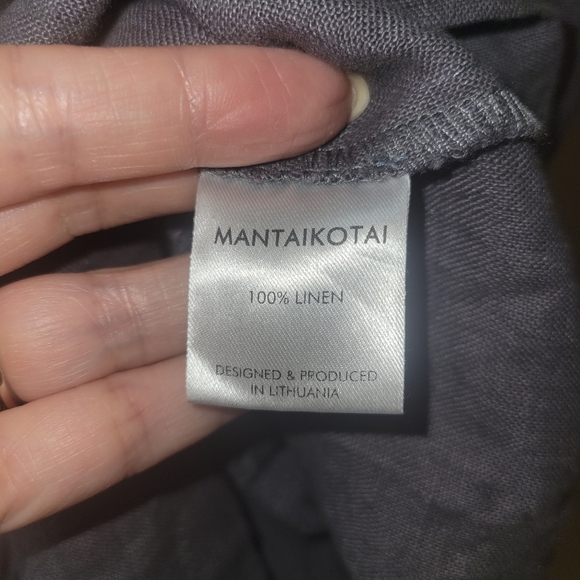 MANTAIKOTAI
100% LINEN
DESIGNED & PRODUCED
IN LITHUANIA